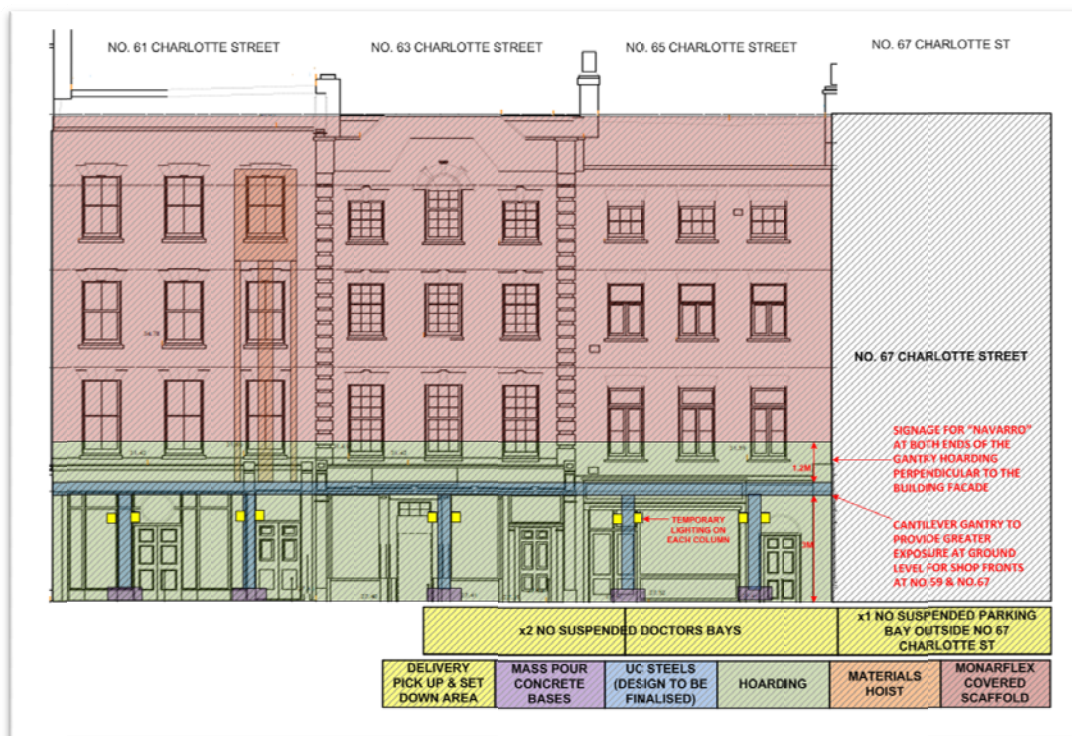 NO. 61 CHARLOTTE STREET
NO. 63 CHARLOTTE STREET
NO. 65 CHARLOTTE STREET
NO. 67 CHARLOTTE ST
NO. 67 CHARLOTTE STREET
SIGNAGE FOR "NAVARRO"
AT BOTH ENDS OF THE
GANTRY HOARDING
PERPENDICULAR TO THE
BUILDING FACADE
1.2M
CANTILEVER GANTRY TO
PROVIDE GREATER
EXPOSURE AT GROUND
LEVEL FOR SHOP FRONTS
AT NO 59 & NO.67
TEMPORARY
LIGHTING ON
EACH COLUMN
3M
x2 NO SUSPENDED DOCTORS BAYS
x1 NO SUSPENDED PARKING
BAY OUTSIDE NO 67
CHARLOTTE ST
DELIVERY
PICK UP & SET
DOWN AREA
MASS POUR
CONCRETE
BASES
UC STEELS
(DESIGN TO BE
FINALISED)
HOARDING
MATERIALS
HOIST
MONARFLEX
COVERED
SCAFFOLD